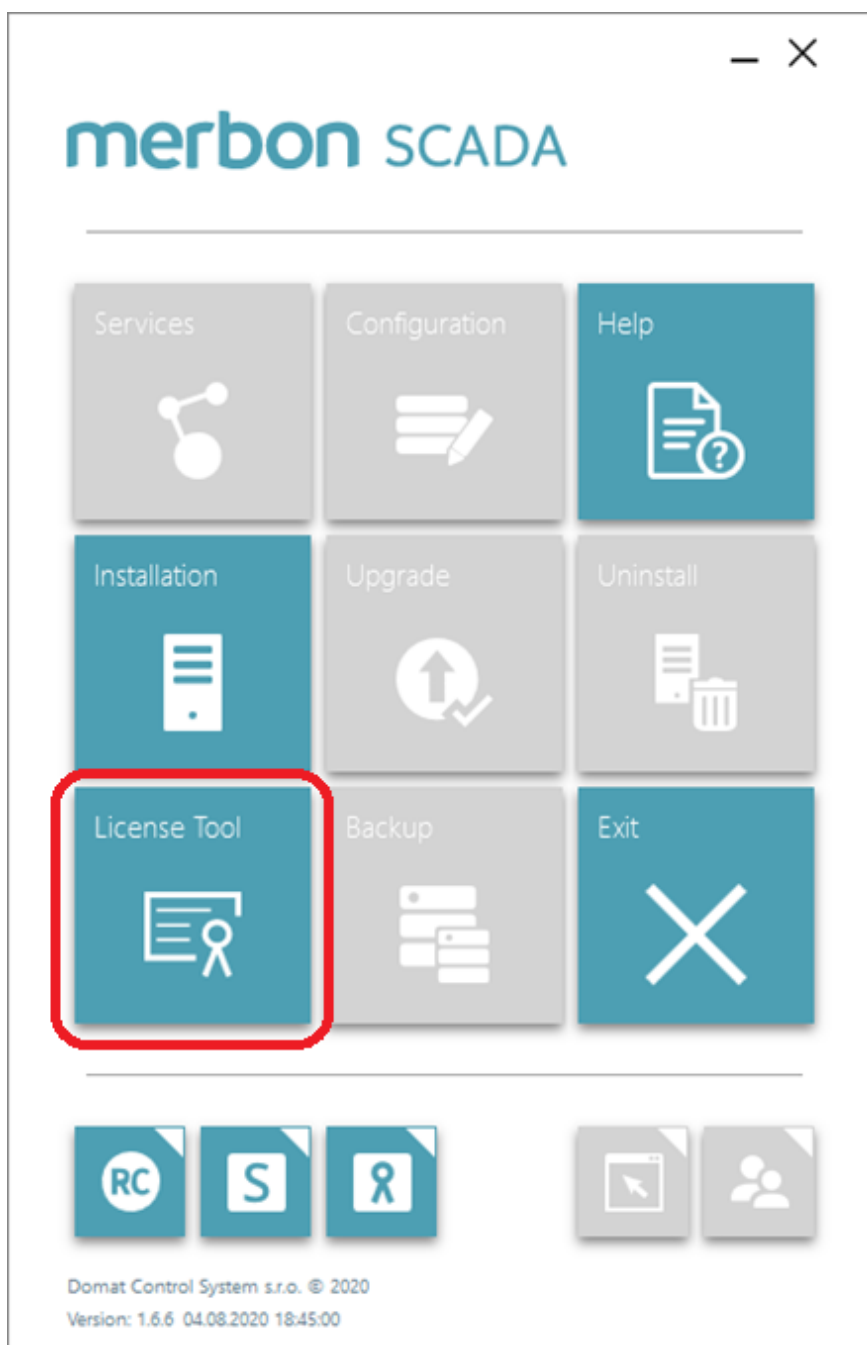 merbon SCADA
Services Configuration Help
?
Installation Upgrade Uninstall
License Tool Backup Exit
RC S
Domat Control System s.r.o. © 2020
Version: 1.6.6 04.08.2020 18:45:00